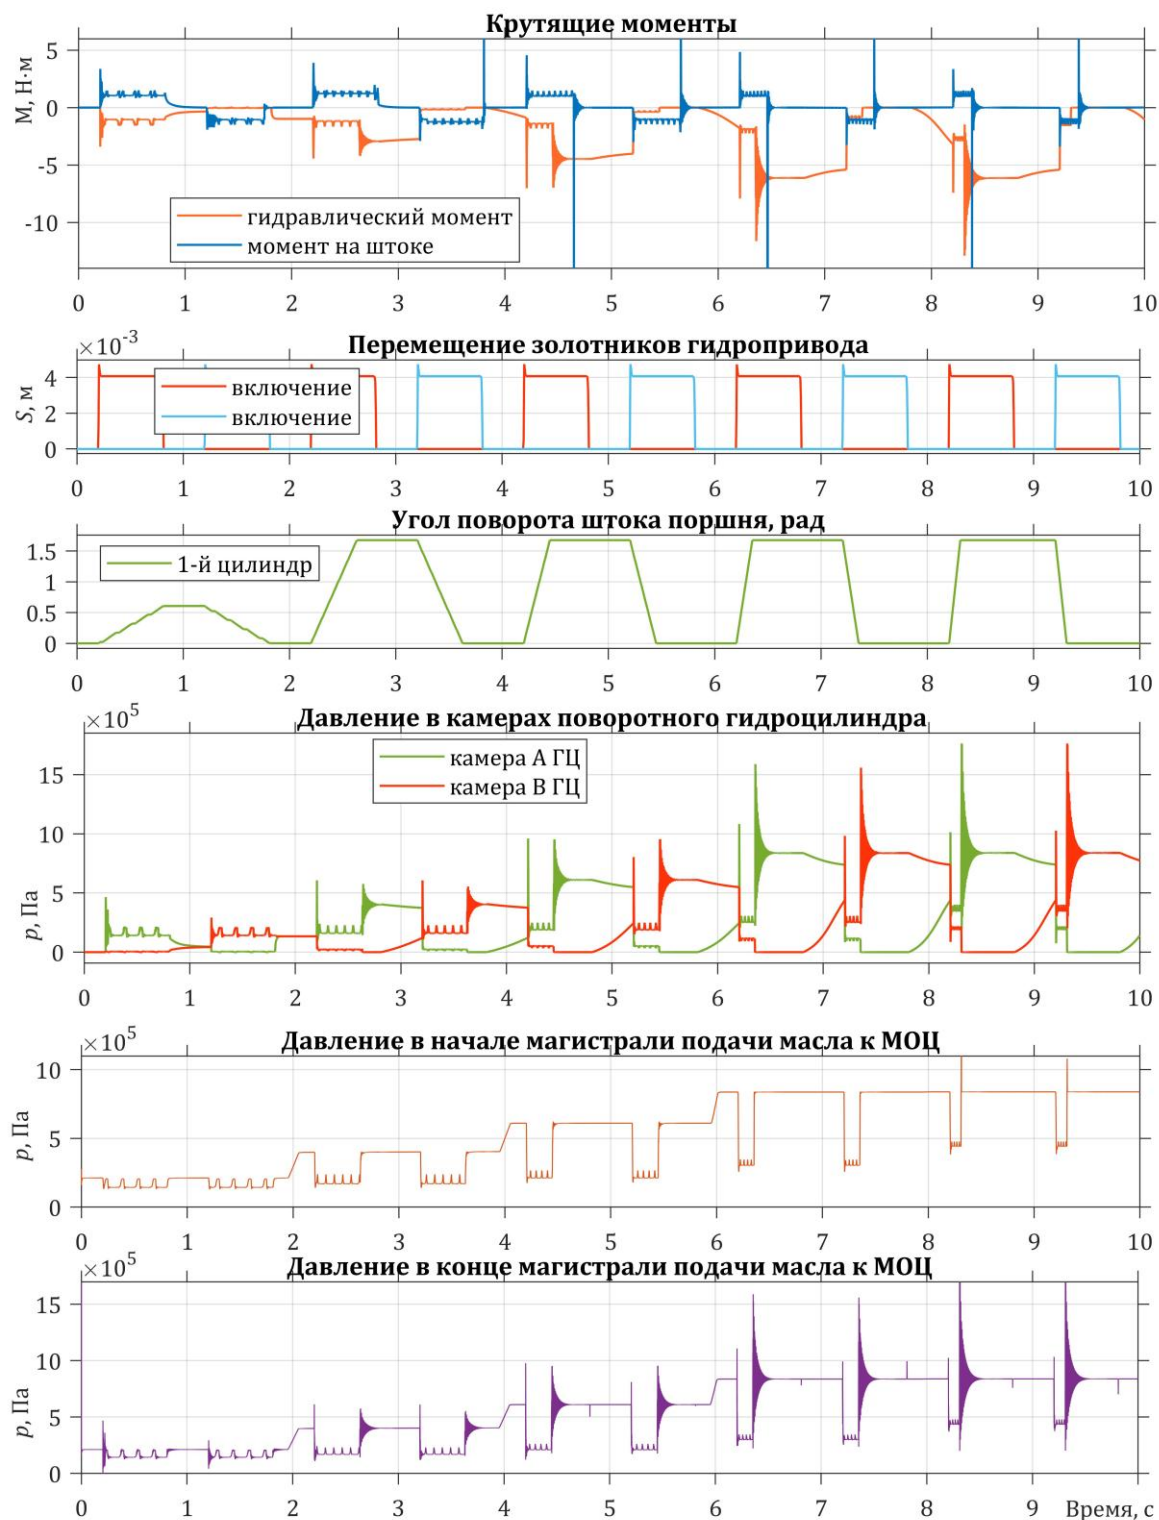 Крутящие моменты
M, Н·м
5
0
-5
-10
гидравлический момент
момент на штоке
0 1 2 3 4 5 6 7 8 9 10
×10-3
Перемещение золотников гидропривода
S, м
4
2
0
включение
включение
0 1 2 3 4 5 6 7 8 9 10
Угол поворота штока поршня, рад
1.5
1
0.5
0
1-й цилиндр
0 1 2 3 4 5 6 7 8 9 10
×10 5
Давление в камерах поворотного гидроцилиндра
p, Па
15
10
5
0
камера А ГЦ
камера В ГЦ
0 1 2 3 4 5 6 7 8 9 10
×10 5
Давление в начале магистрали подачи масла к МОЦ
p, Па
10
5
0
0 1 2 3 4 5 6 7 8 9 10
×10 5
Давление в конце магистрали подачи масла к МОЦ
p, Па
15
10
5
0
0 1 2 3 4 5 6 7 8 9 Время, с